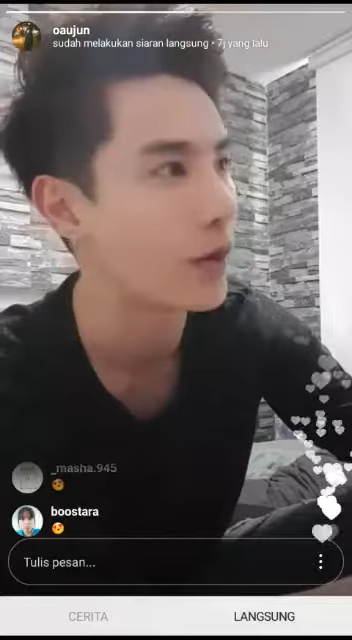 oaujun
sudah melakukan siaran langsung • 7j yang lalu
_masha.945
boostara
Tulis pesan...
CERITA
LANGSUNG